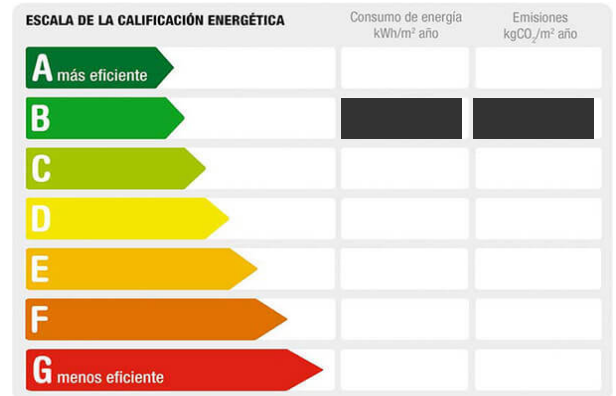 ESCALA DE LA CALIFICACIÓN ENERGÉTICA
Consumo de energía
kWh/m² año
Emisiones
kgCO₂/m² año
A más eficiente
B
C
D
E
F
G menos eficiente